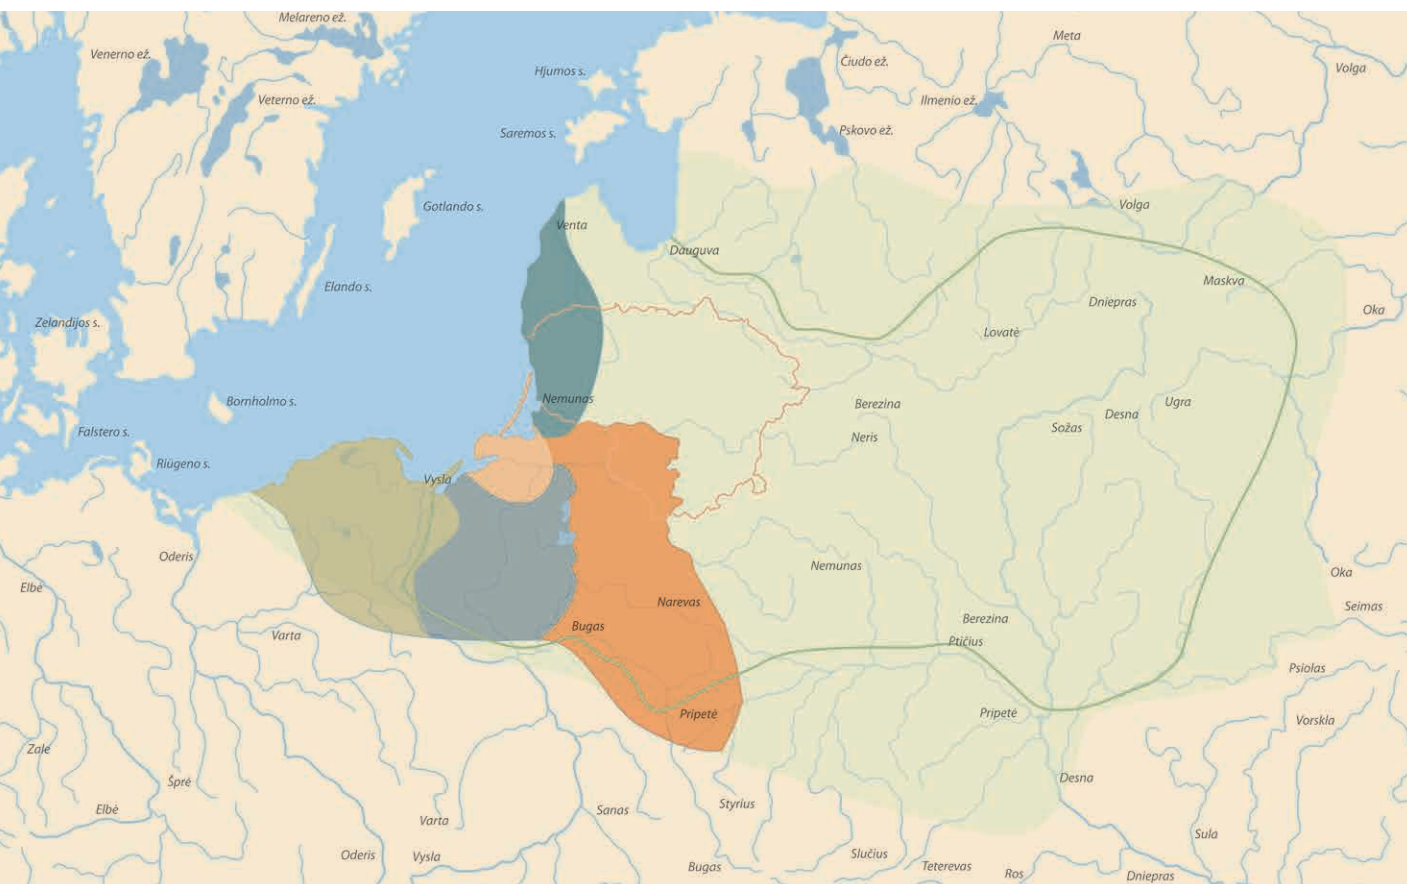 Melareno ež.
Venerno ež.
Veterno ež.
Hjumos s.
Saremos s.
Gotlando s.
Elando s.
Zelandijos s.
Bornholmo s.
Falstero s.
Riūgeno s.
Čiudo ež.
Ilmenio ež.
Pskovo ež.
Meta
Volga
Volga
Venta
Dauguva
Maskva
Dniepras
Oka
Lovatė
Nemunas
Berezina
Neris
Sožas
Desna
Ugra
Vysla
Oderis
Elbė
Varta
Nemunas
Narevas
Bugas
Berezina
Ptičius
Oka
Seimas
Psiolas
Pripetė
Pripetė
Vorskla
Zale
Šprė
Elbė
Varta
Sanas
Styrius
Desna
Sula
Oderis
Vysla
Bugas
Slučius
Teterevas
Ros
Dniepras